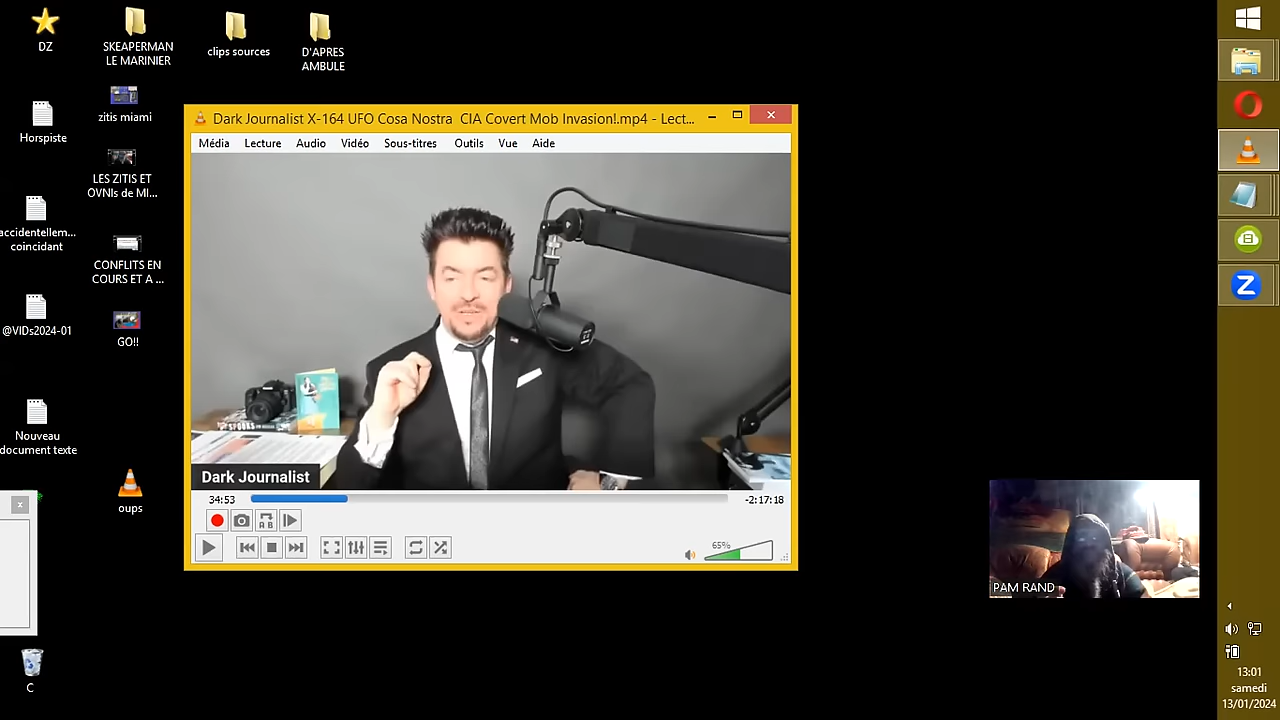 DZ
SKEAPERMAN
LE MARINIER
clips sources
D'APRES
AMBULE
Horspiste
zitis miami
LES ZITIS ET
OVNIs de MI...
accidentellem...
coincidant
CONFLITS EN
COURS ET A ...
@VIDs2024-01
GO!!
Nouveau
document texte
oups
x
C
Dark Journalist X-164 UFO Cosa Nostra  CIA Covert Mob Invasion!.mp4 - Lect...
Média Lecture Audio Vidéo Sous-titres Outils Vue Aide
SPOOKS
Dark Journalist
34:53
-2:17:18
A B
65%
PAM RAND
Z
13:01
samedi
13/01/2024